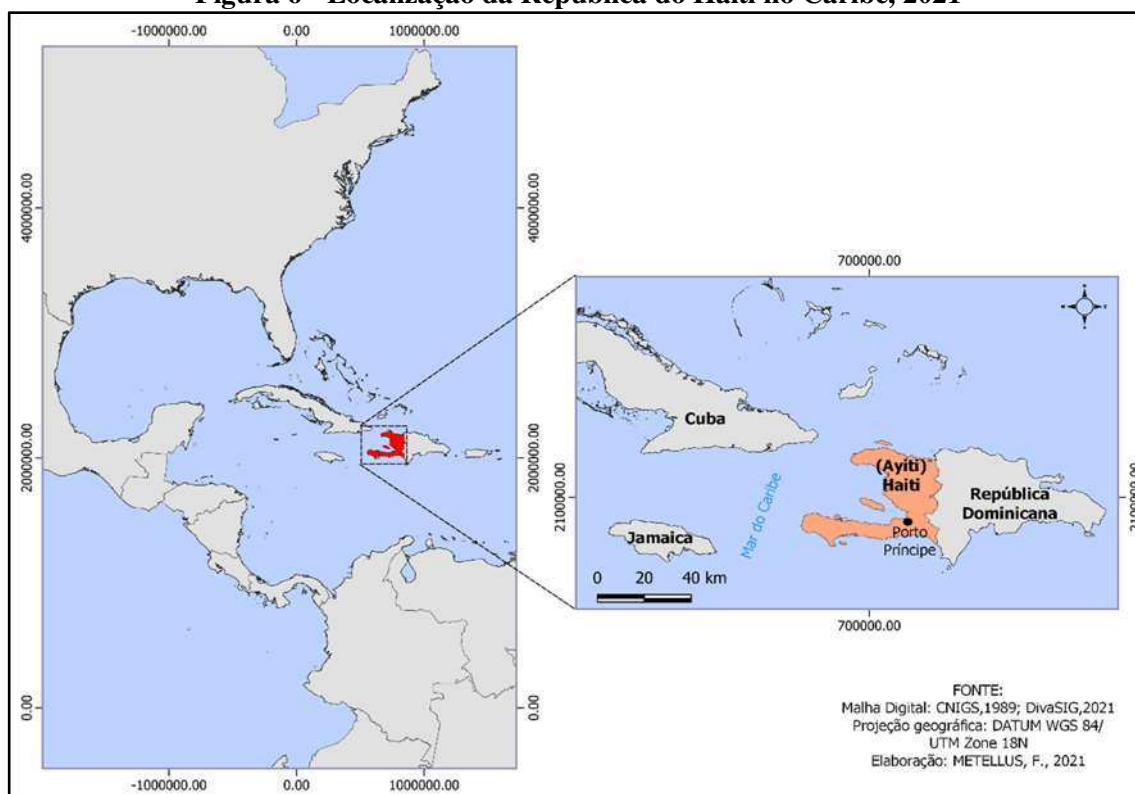 Figura 6 - Localização da República do Haiti no Caribe, 2021
-1000000.00 0.00 1000000.00
4000000.00 4000000.00
2000000.00 2000000.00
0.00 0.00
-1000000.00 0.00 1000000.00
700000.00
Cuba
(Ayiti)
Haiti
República
Dominicana
2100000.00 2100000.00
Porto
Príncipe
Jamaica
Mar do Caribe
0 20 40 km
700000.00
FONTE:
Malha Digital: CNIGS,1989; DivaSIG,2021
Projeção geográfica: DATUM WGS 84/
UTM Zone 18N
Elaboração: METELLUS, F., 2021